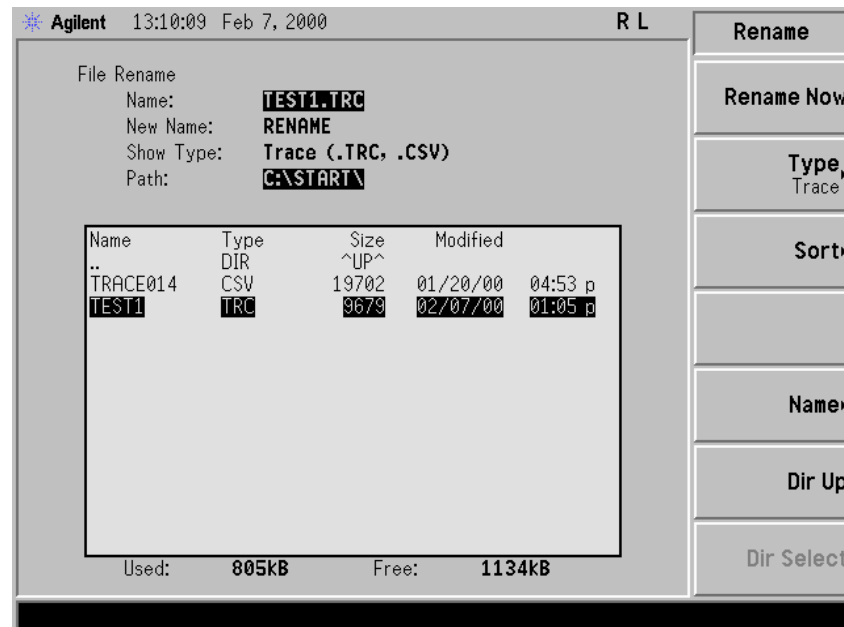 Agilent 13:10:09 Feb 7, 2000 R L
Rename
File Rename
Name: TEST1.TRC
New Name: RENAME
Show Type: Trace (.TRC, .CSV)
Path: C:\START\
Name Type Size Modified
.. DIR ^UP^
TRACE014 CSV 19702 01/20/00 04:53 p
TEST1 TRC 9679 02/07/00 01:05 p
Used: 805kB Free: 1134kB
Rename Now
Type
Trace
Sort
Name
Dir Up
Dir Select